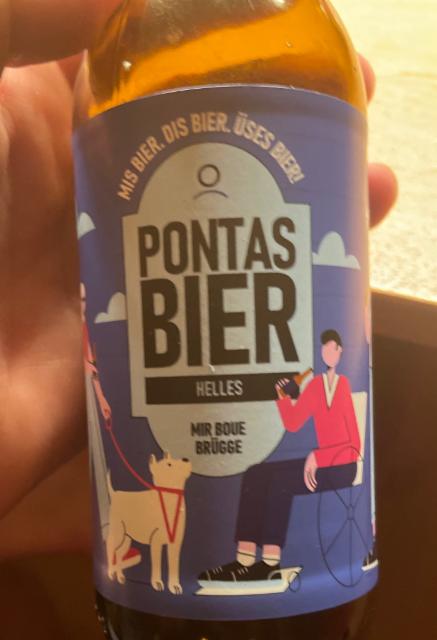 MIS BIER. DIS BIER. ÜSES BIER!
PONTAS
BIER
HELLES
MIR BOUE
BRÜGGE